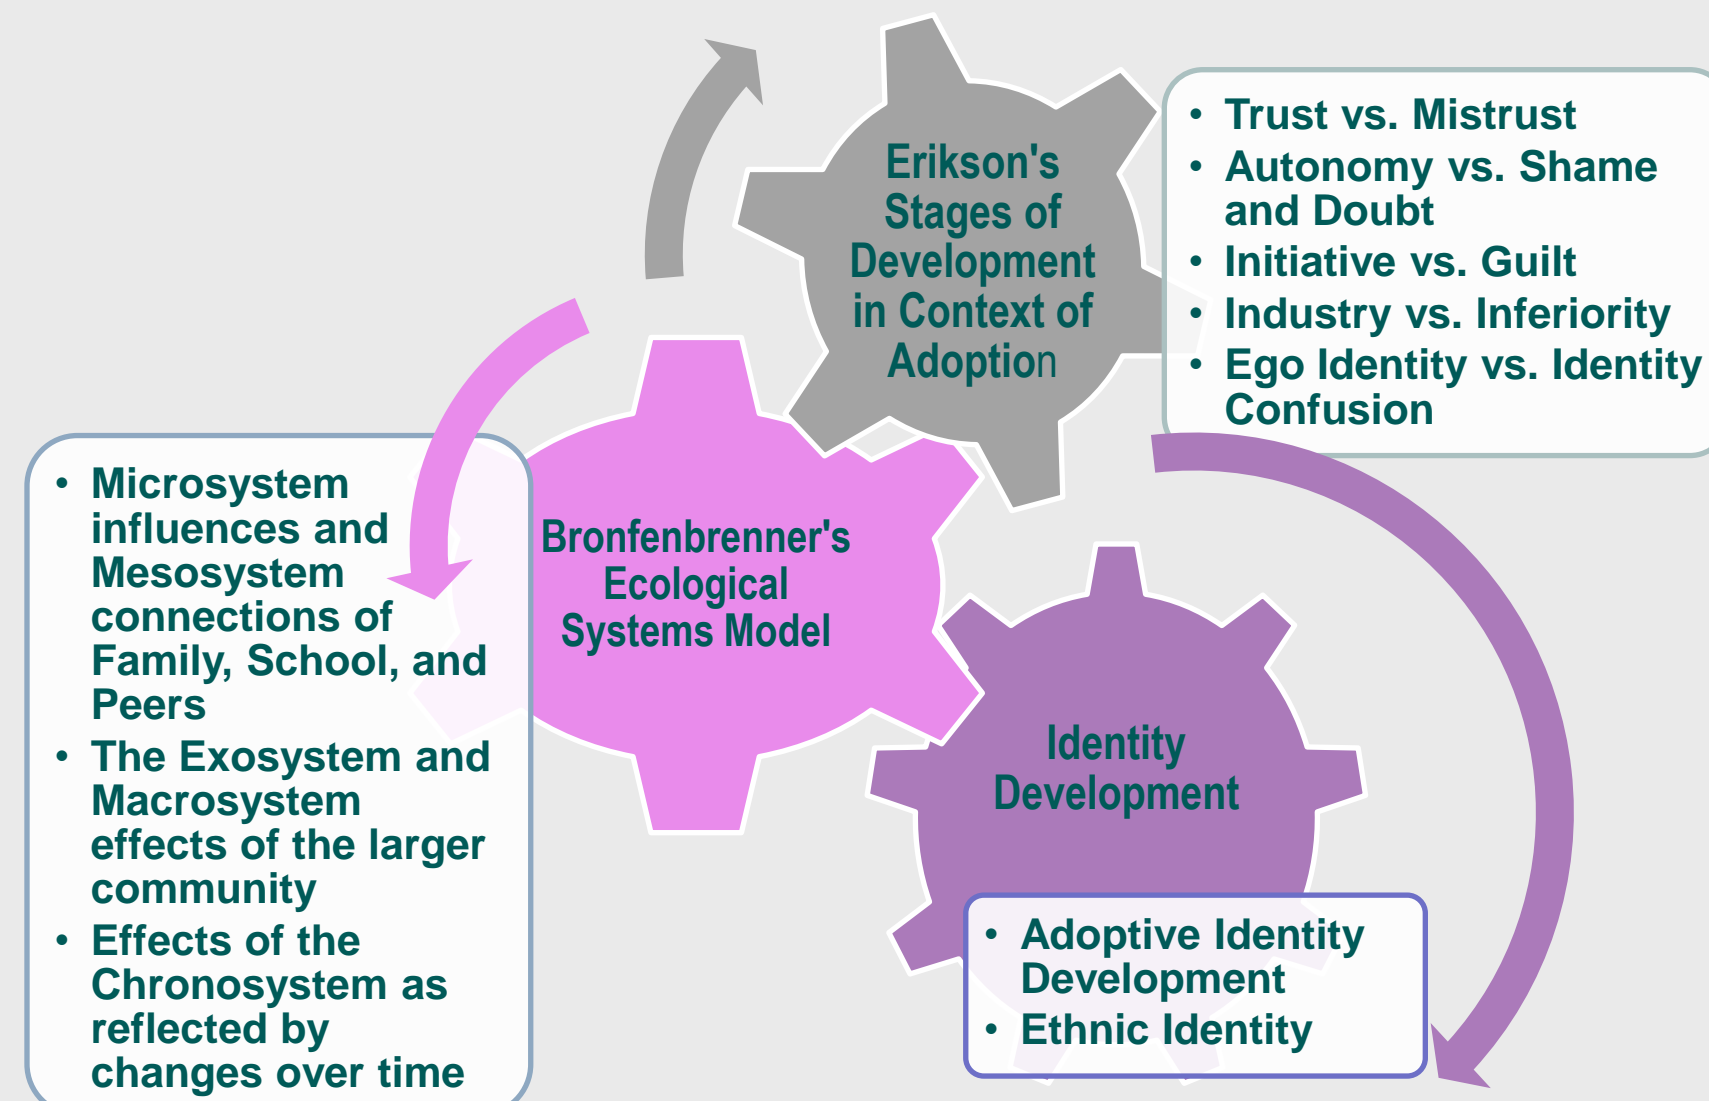 Erikson's
Stages of
Development
in Context of
Adoption
• Trust vs. Mistrust
• Autonomy vs. Shame
and Doubt
• Initiative vs. Guilt
• Industry vs. Inferiority
• Ego Identity vs. Identity
Confusion
Bronfenbrenner's
Ecological
Systems Model
• Microsystem
influences and
Mesosystem
connections of
Family, School, and
Peers
• The Exosystem and
Macrosystem
effects of the larger
community
• Effects of the
Chronosystem as
reflected by
changes over time
Identity
Development
• Adoptive Identity
Development
• Ethnic Identity